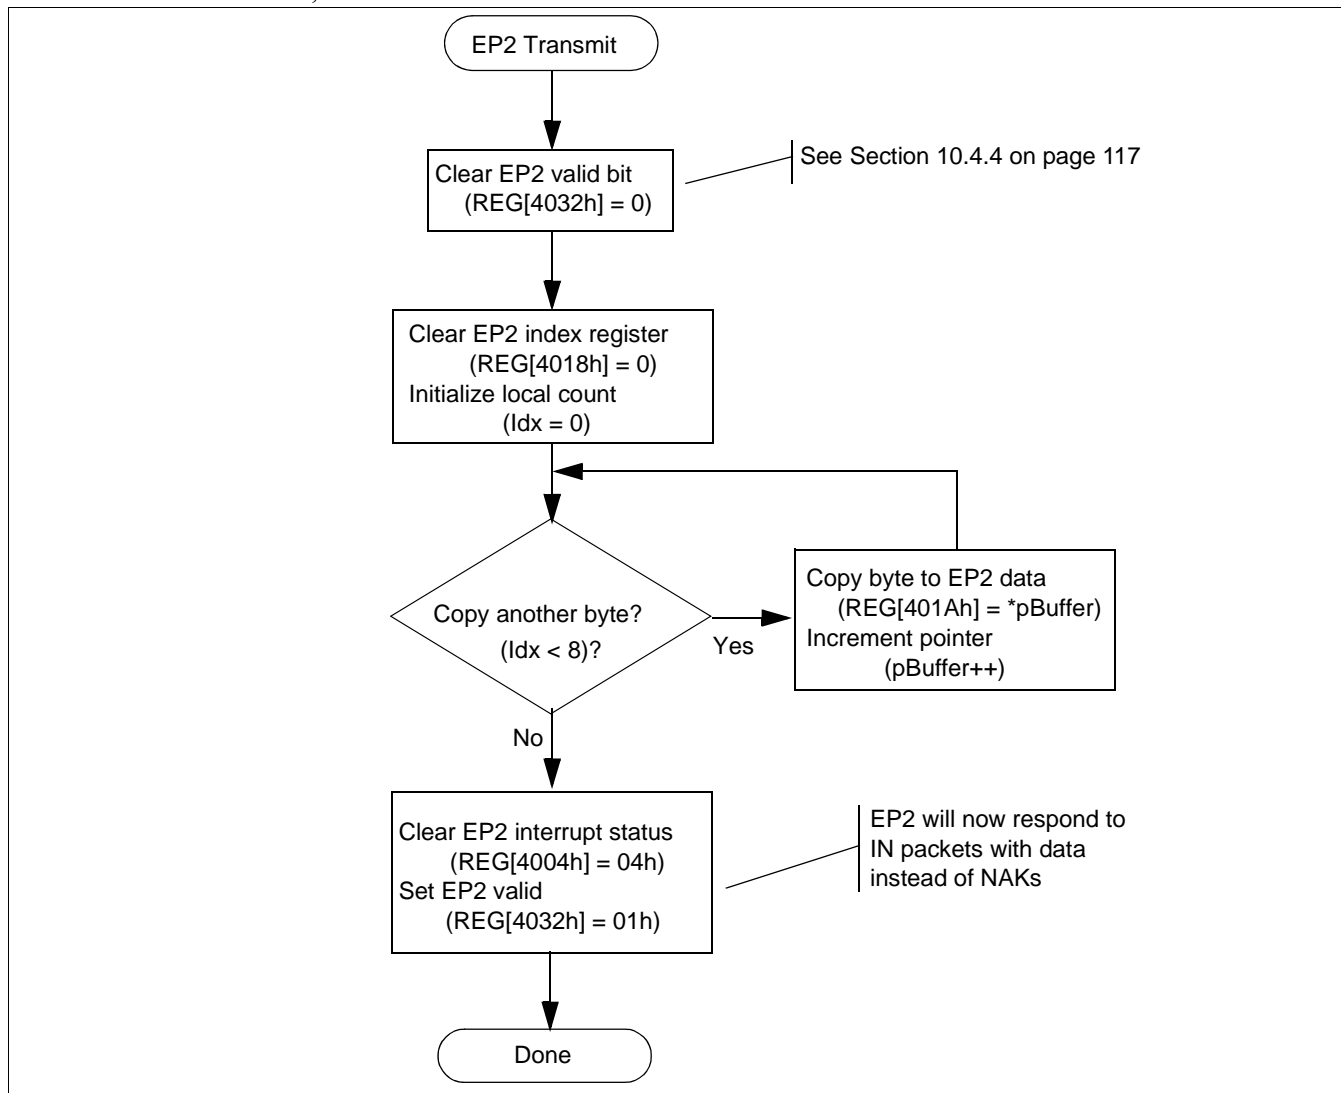 EP2 Transmit
Clear EP2 valid bit
(REG[4032h] = 0)
See Section 10.4.4 on page 117
Clear EP2 index register
(REG[4018h] = 0)
Initialize local count
(Idx = 0)
Copy another byte?
(Idx < 8)?
Yes
Copy byte to EP2 data
(REG[401Ah] = *pBuffer)
Increment pointer
(pBuffer++)
No
Clear EP2 interrupt status
(REG[4004h] = 04h)
Set EP2 valid
(REG[4032h] = 01h)
EP2 will now respond to
IN packets with data
instead of NAKs
Done